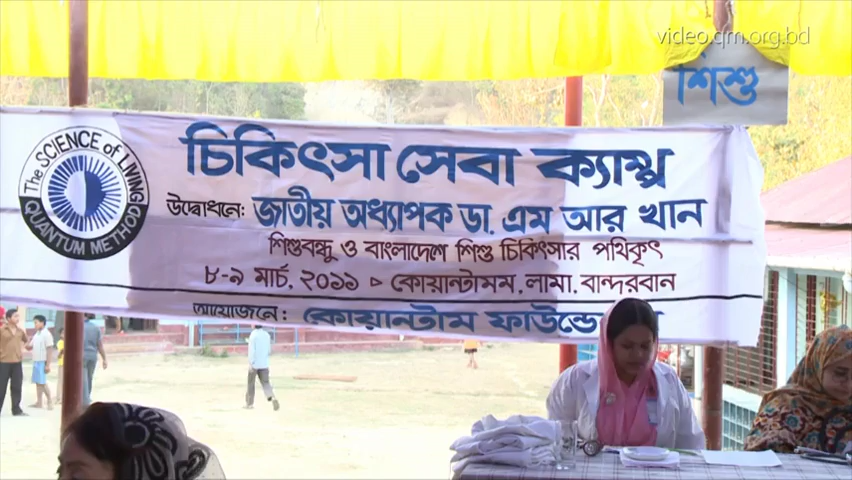 video.qm.org.bd
শিশু
The SCIENCE of LIVING
QUANTUM METHOD
চিকিৎসা সেবা ক্যাম্প
উদ্বোধনে: জাতীয় অধ্যাপক ডা. এম আর খান
শিশুবন্ধু ও বাংলাদেশে শিশু চিকিৎসার পথিকৃৎ
৮-৯ মার্চ, ২০১১ ▷ কোয়ান্টামম, লামা, বান্দরবান
আয়োজনে: কোয়ান্টাম ফাউন্ডে